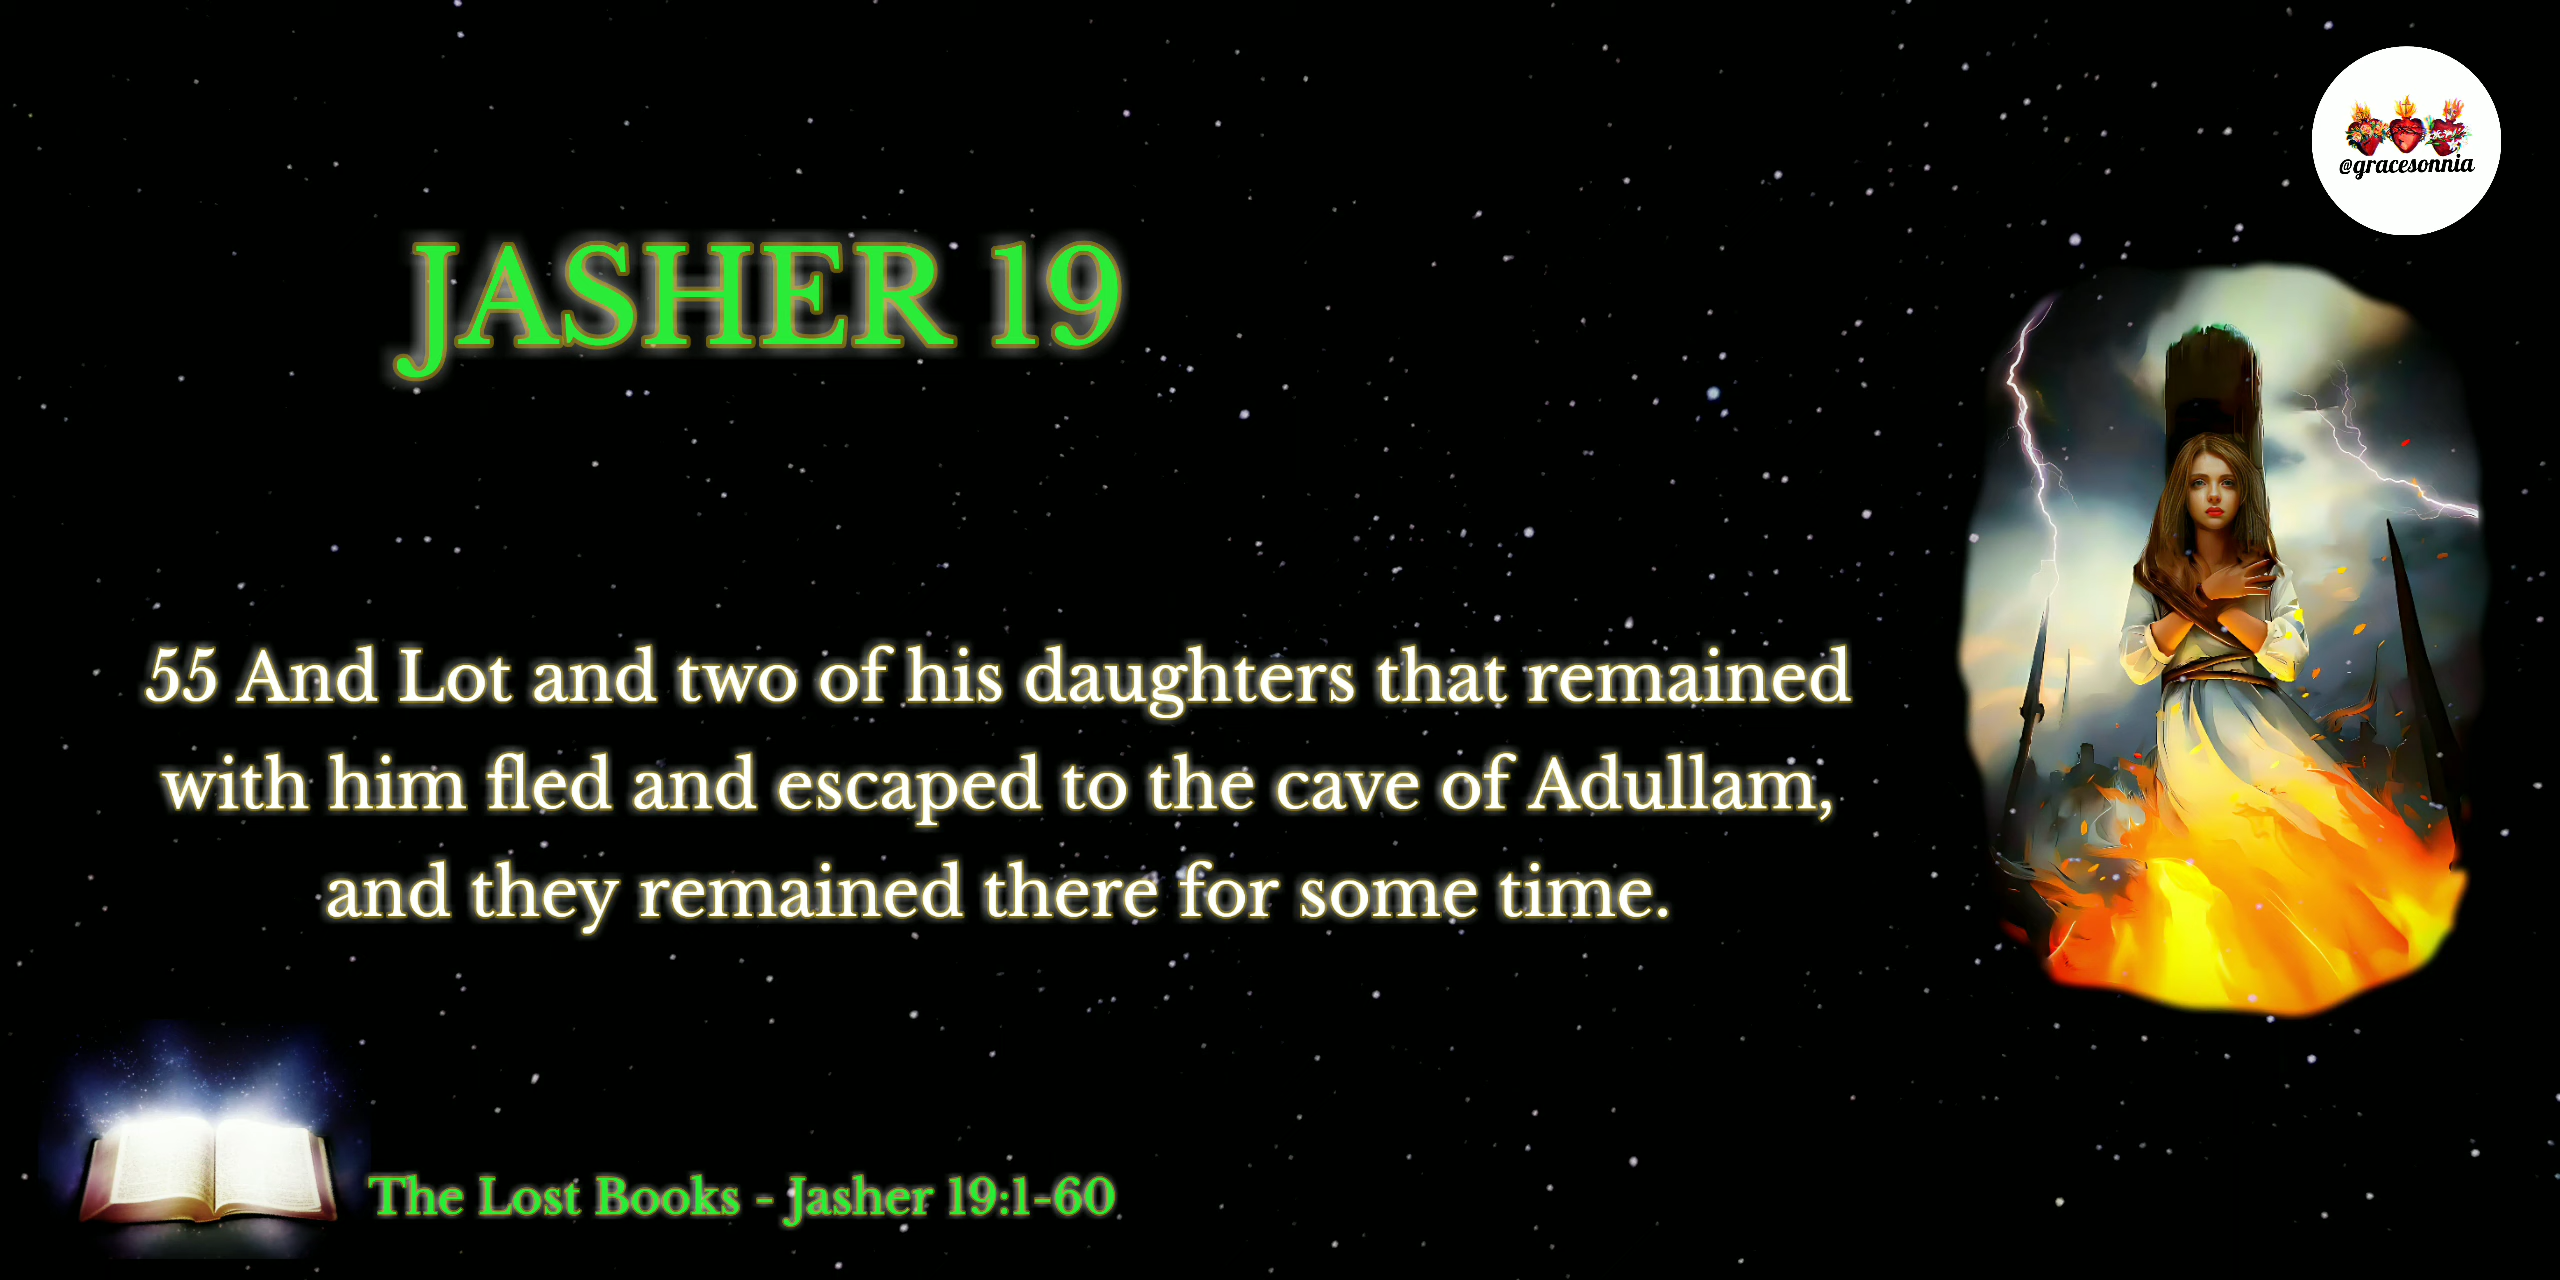 @gracesonnia
JASHER 19
55 And Lot and two of his daughters that remained
with him fled and escaped to the cave of Adullam,
and they remained there for some time.
The Lost Books - Jasher 19:1-60